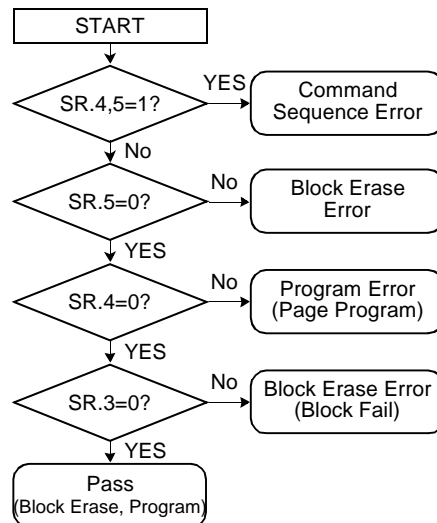 START
SR.4,5=1?
YES
Command
Sequence Error
No
SR.5=0?
No
Block Erase
Error
YES
SR.4=0?
No
Program Error
(Page Program)
YES
SR.3=0?
No
Block Erase Error
(Block Fail)
YES
Pass
(Block Erase, Program)